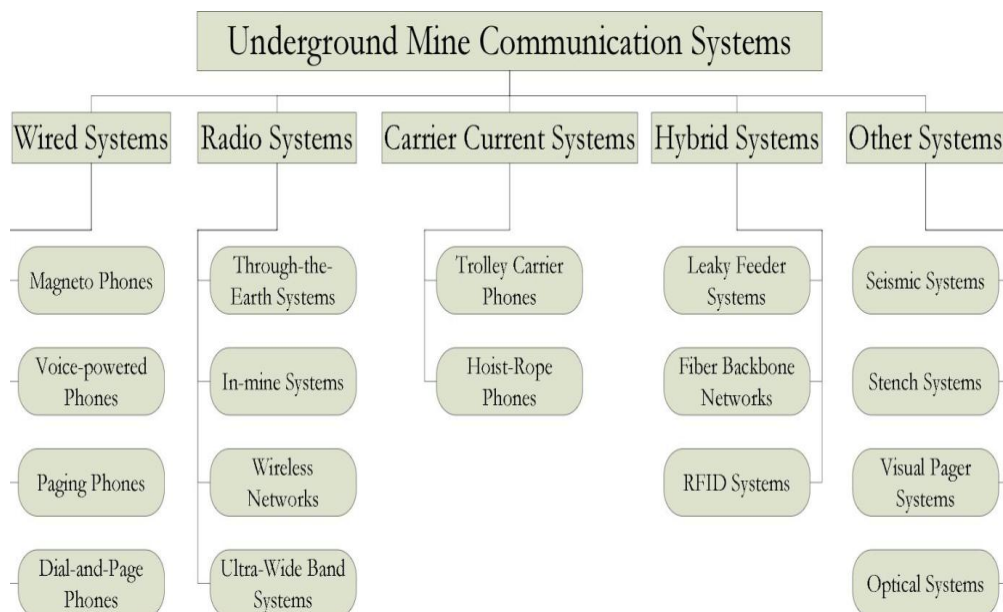 Underground Mine Communication Systems
Wired Systems
Radio Systems
Carrier Current Systems
Hybrid Systems
Other Systems
Magneto Phones
Voice-powered
Phones
Paging Phones
Dial-and-Page
Phones
Through-the-
Earth Systems
In-mine Systems
Wireless
Networks
Ultra-Wide Band
Systems
Trolley Carrier
Phones
Hoist-Rope
Phones
Leaky Feeder
Systems
Fiber Backbone
Networks
RFID Systems
Seismic Systems
Stench Systems
Visual Pager
Systems
Optical Systems